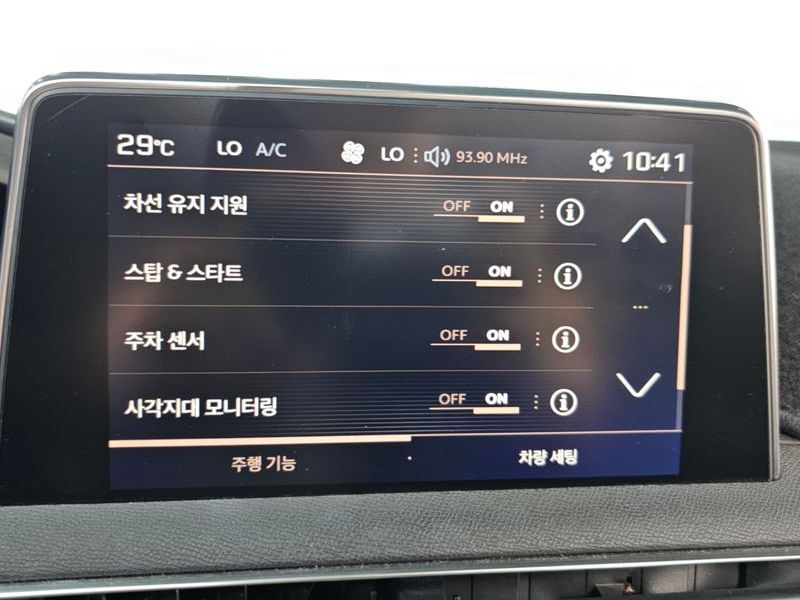 29°C LO A/C LO 93.90 MHz 10:41
차선 유지 지원 OFF ON i
스탑 & 스타트 OFF ON i
주차 센서 OFF ON i
사각지대 모니터링 OFF ON i
주행 기능 차량 세팅